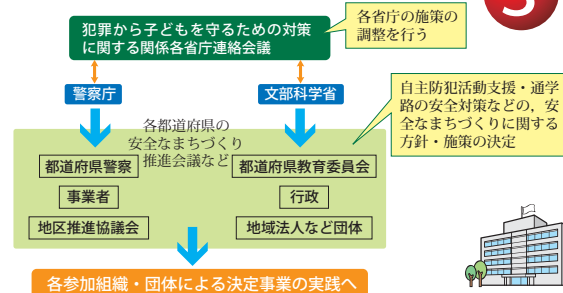 犯罪から子どもを守るための対策
に関する関係各省庁連絡会議
各省庁の施策の
調整を行う
警察庁
文部科学省
自主防犯活動支援・通学
路の安全対策などの，安
全なまちづくりに関する
方針・施策の決定
各都道府県の
安全なまちづくり
推進会議など
都道府県警察
都道府県教育委員会
事業者
行政
地区推進協議会
地域法人など団体
各参加組織・団体による決定事業の実践へ